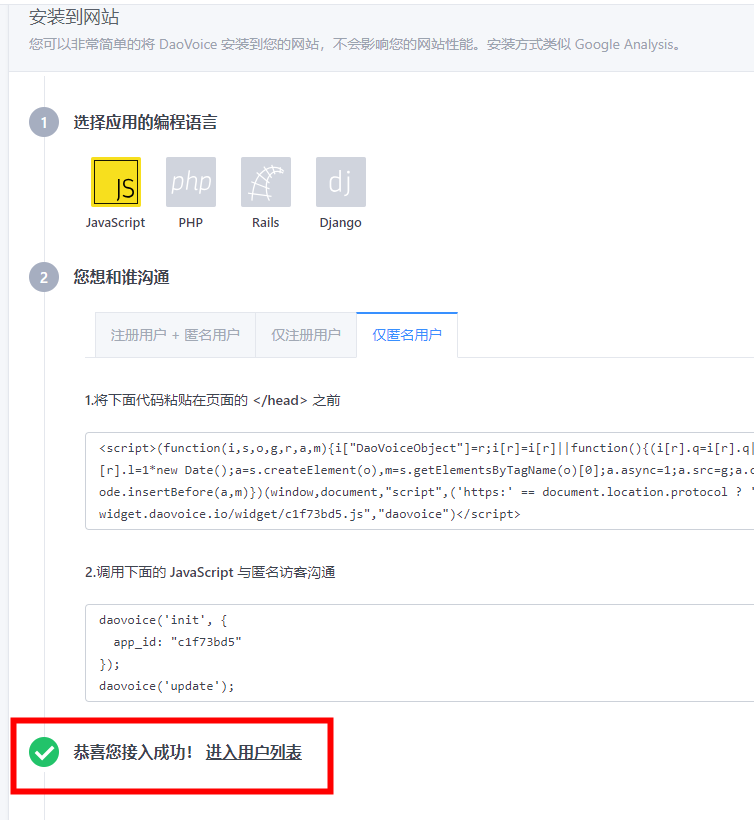 安装到网站
您可以非常简单的将 DaoVoice 安装到您的网站，不会影响您的网站性能。安装方式类似 Google Analysis。
1 选择应用的编程语言
JS php dj
JavaScript PHP Rails Django
2 您想和谁沟通
注册用户 + 匿名用户 仅注册用户 仅匿名用户
1.将下面代码粘贴在页面的 </head> 之前
<script>(function(i,s,o,g,r,a,m){i["DaoVoiceObject"]=r;i[r]=i[r]||function(){(i[r].q=i[r].q|
[r].l=1*new Date();a=s.createElement(o),m=s.getElementsByTagName(o)[0];a.async=1;a.src=g;a.c
ode.insertBefore(a,m)})(window,document,"script",('https:' == document.location.protocol ? '
widget.daovoice.io/widget/c1f73bd5.js","daovoice")</script>
2.调用下面的 JavaScript 与匿名访客沟通
daovoice('init', {
app_id: "c1f73bd5"
});
daovoice('update');
恭喜您接入成功！ 进入用户列表